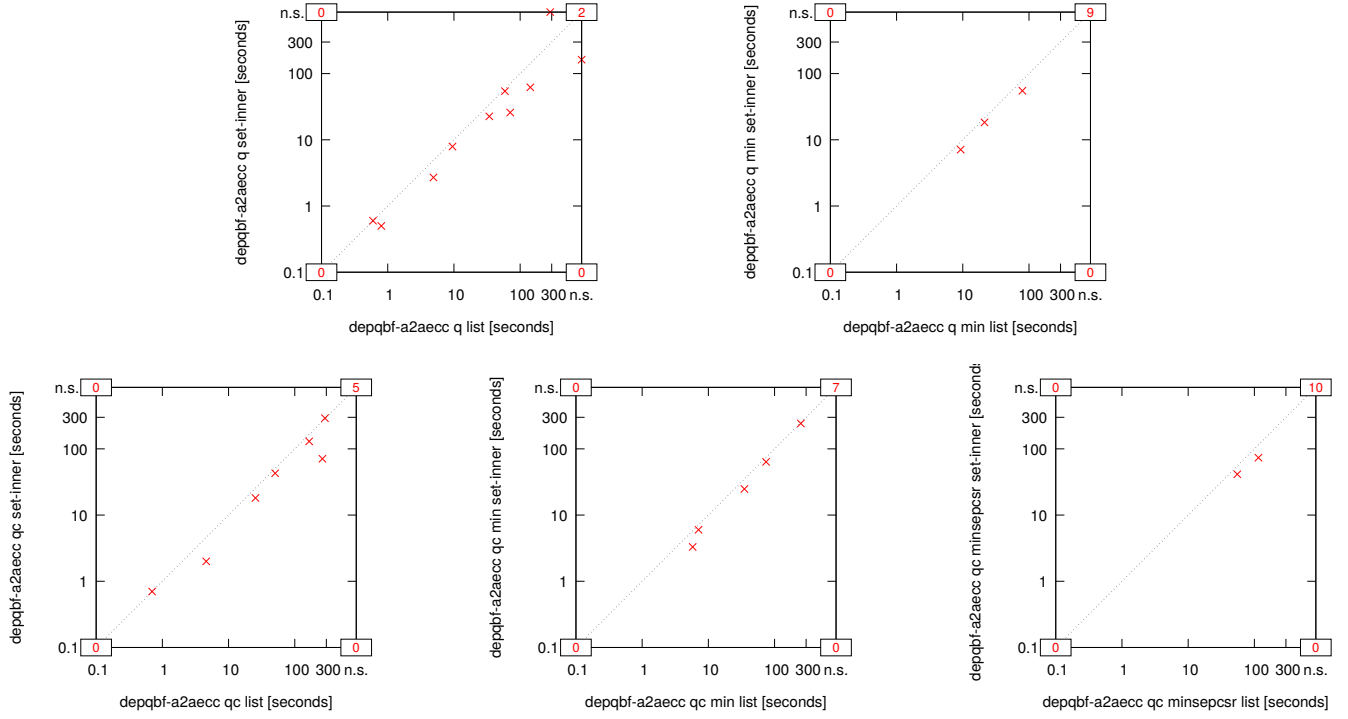 n.s. 0 2
300
100
10
1
0.1 0 0
0.1 1 10 100 300 n.s.
depqbf-a2aecc q set-inner [seconds]
depqbf-a2aecc q list [seconds]
n.s. 0 9
300
100
10
1
0.1 0 0
0.1 1 10 100 300 n.s.
depqbf-a2aecc q min set-inner [seconds]
depqbf-a2aecc q min list [seconds]
n.s. 0 5
300
100
10
1
0.1 0 0
0.1 1 10 100 300 n.s.
depqbf-a2aecc qc set-inner [seconds]
depqbf-a2aecc qc list [seconds]
n.s. 0 7
300
100
10
1
0.1 0 0
0.1 1 10 100 300 n.s.
depqbf-a2aecc qc min set-inner [seconds]
depqbf-a2aecc qc min list [seconds]
n.s. 0 10
300
100
10
1
0.1 0 0
0.1 1 10 100 300 n.s.
depqbf-a2aecc qc minsepcsr set-inner [second
depqbf-a2aecc qc minsepcsr list [seconds]